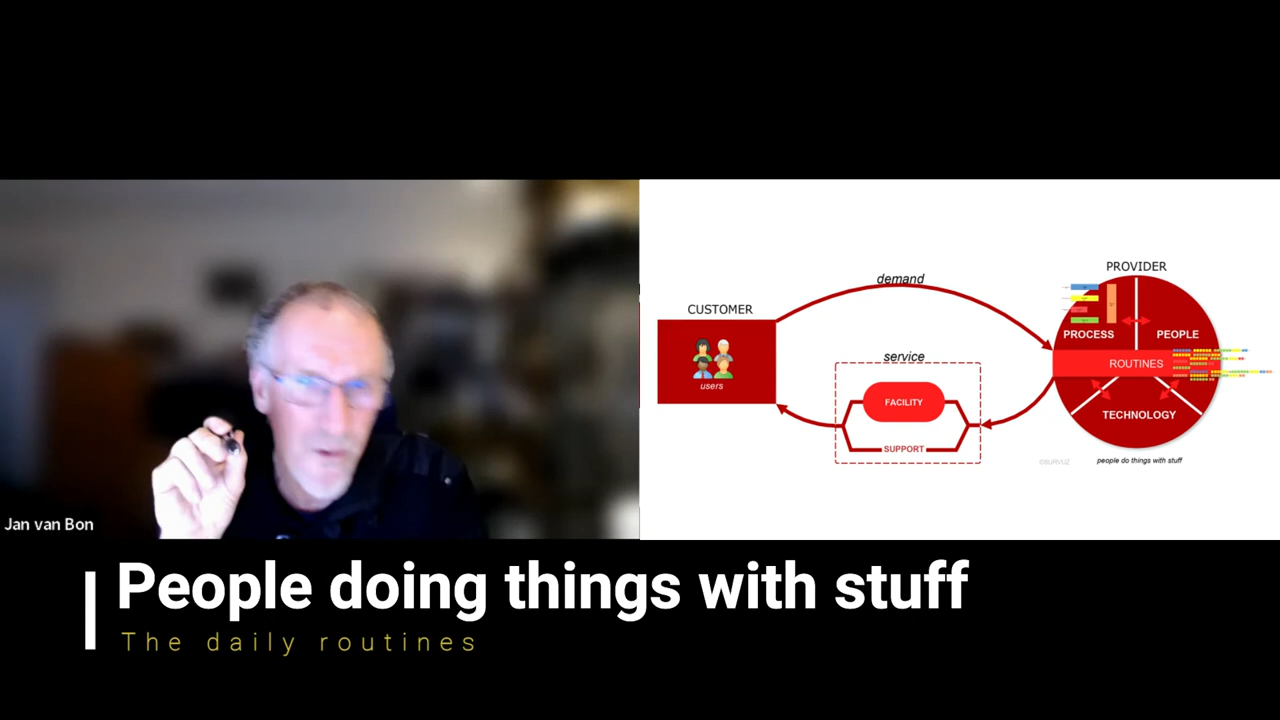 PROVIDER
demand
CUSTOMER
users
service
FACILITY
SUPPORT
PROCESS
PEOPLE
ROUTINES
TECHNOLOGY
©SURVUZ
people do things with stuff
Jan van Bon
People doing things with stuff
The daily routines